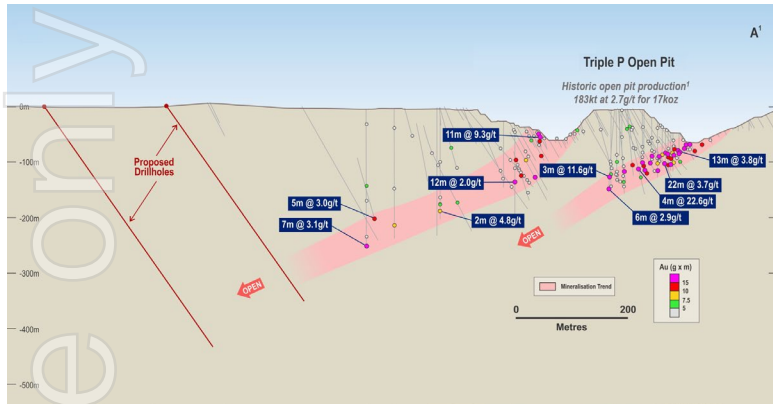 e only
A¹
Triple P Open Pit
Historic open pit production¹
183kt at 2.7g/t for 17koz
0m
-100m
-200m
-300m
-400m
-500m
Proposed
Drillholes
11m @ 9.3g/t
12m @ 2.0g/t
3m @ 11.6g/t
13m @ 3.8g/t
22m @ 3.7g/t
4m @ 22.6g/t
6m @ 2.9g/t
5m @ 3.0g/t
7m @ 3.1g/t
2m @ 4.8g/t
OPEN
OPEN
Mineralisation Trend
0
200
Metres
Au (g x m)
15
10
7.5
5